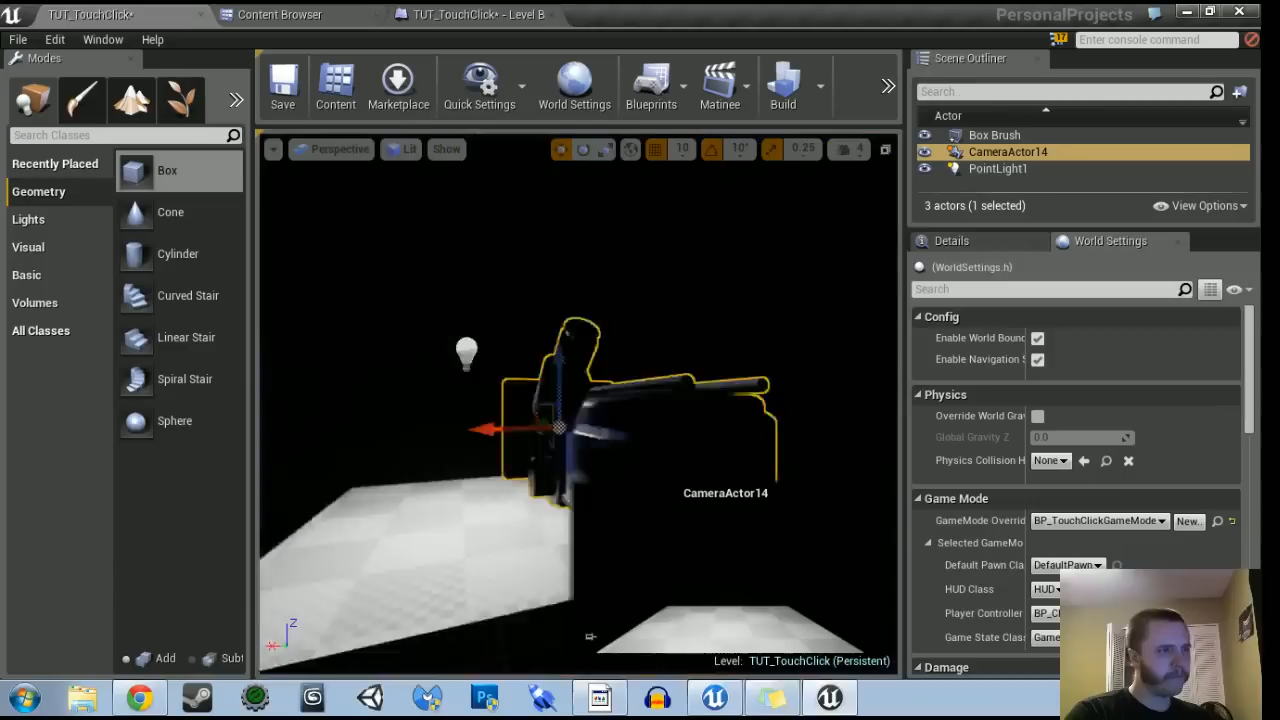 TUT_TouchClick*
Content Browser
TUT_TouchClick* - Level B
PersonalProjects
File Edit Window Help
17
Enter console command
Modes
Search Classes
Recently Placed
Geometry
Lights
Visual
Basic
Volumes
All Classes
Box
Cone
Cylinder
Curved Stair
Linear Stair
Spiral Stair
Sphere
Add
Subt
Save
Content
Marketplace
Quick Settings
World Settings
Blueprints
Matinee
Build
Perspective
Lit
Show
10
10°
0.25
4
CameraActor14
Z
Level: TUT_TouchClick (Persistent)
Scene Outliner
Search
Actor
Box Brush
CameraActor14
PointLight1
3 actors (1 selected)
View Options
Details
World Settings
(WorldSettings.h)
Search
Config
Enable World Boun
Enable Navigation S
Physics
Override World Gra
Global Gravity Z 0.0
Physics Collision H None
Game Mode
GameMode Overrid BP_TouchClickGameMode New..
Selected GameMo
Default Pawn Cla DefaultPawn
HUD Class HUD
Player Controller BP_Cl
Game State Class Game
Damage